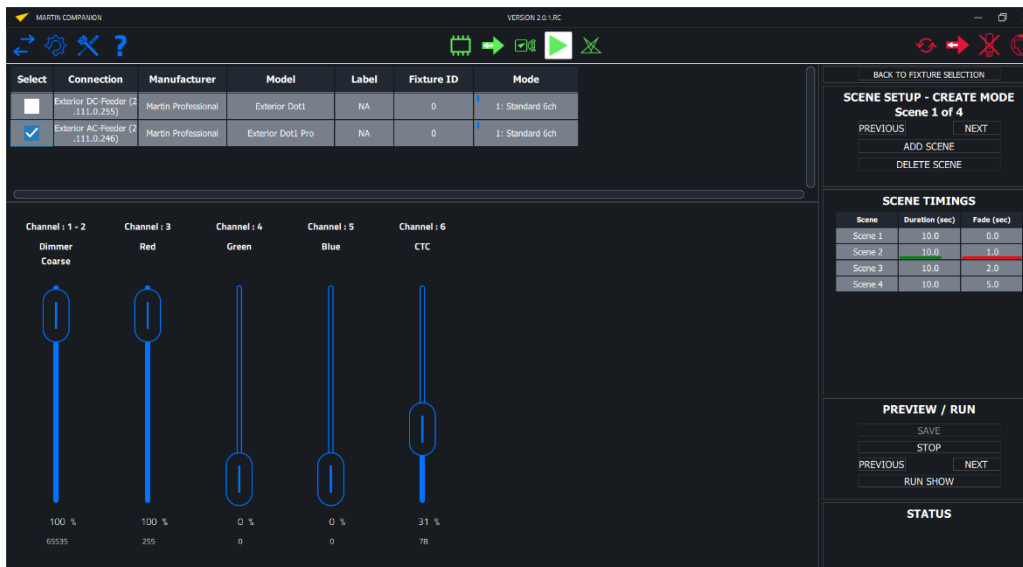 MARTIN COMPANION
VERSION 2.0.1.RC
?
Select Connection Manufacturer Model Label Fixture ID Mode
Exterior DC-Feeder (2
.111.0.255)
Martin Professional Exterior Dot1 NA 0 1: Standard 6ch
Exterior AC-Feeder (2
.111.0.246)
Martin Professional Exterior Dot1 Pro NA 0 1: Standard 6ch
Channel : 1 - 2 Channel : 3 Channel : 4 Channel : 5 Channel : 6
Dimmer Red Green Blue CTC
Coarse
100 % 100 % 0 % 0 % 31 %
65535 255 0 0 78
BACK TO FIXTURE SELECTION
SCENE SETUP - CREATE MODE
Scene 1 of 4
PREVIOUS NEXT
ADD SCENE
DELETE SCENE
SCENE TIMINGS
Scene Duration (sec) Fade (sec)
Scene 1 10.0 0.0
Scene 2 10.0 1.0
Scene 3 10.0 2.0
Scene 4 10.0 5.0
PREVIEW / RUN
SAVE
STOP
PREVIOUS NEXT
RUN SHOW
STATUS